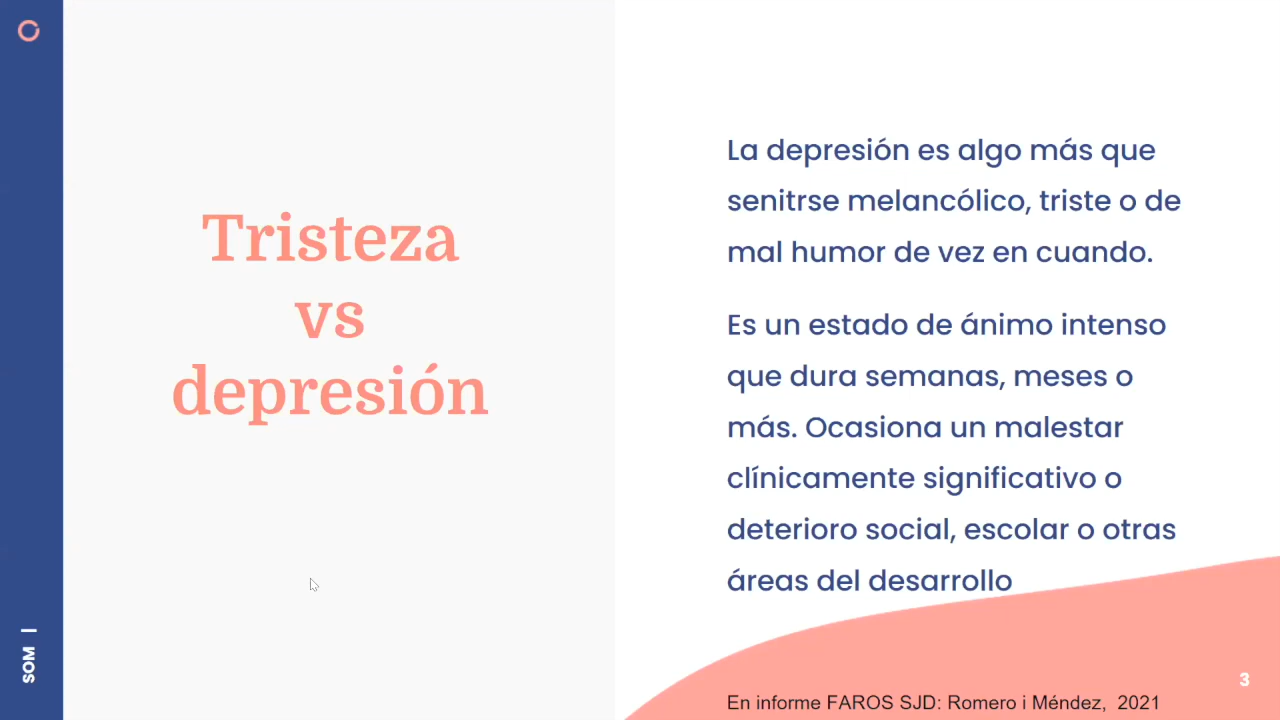 Tristeza
vs
depresión
La depresión es algo más que
senitrse melancólico, triste o de
mal humor de vez en cuando.
Es un estado de ánimo intenso
que dura semanas, meses o
más. Ocasiona un malestar
clínicamente significativo o
deterioro social, escolar o otras
áreas del desarrollo
En informe FAROS SJD: Romero i Méndez, 2021
3
SOM |